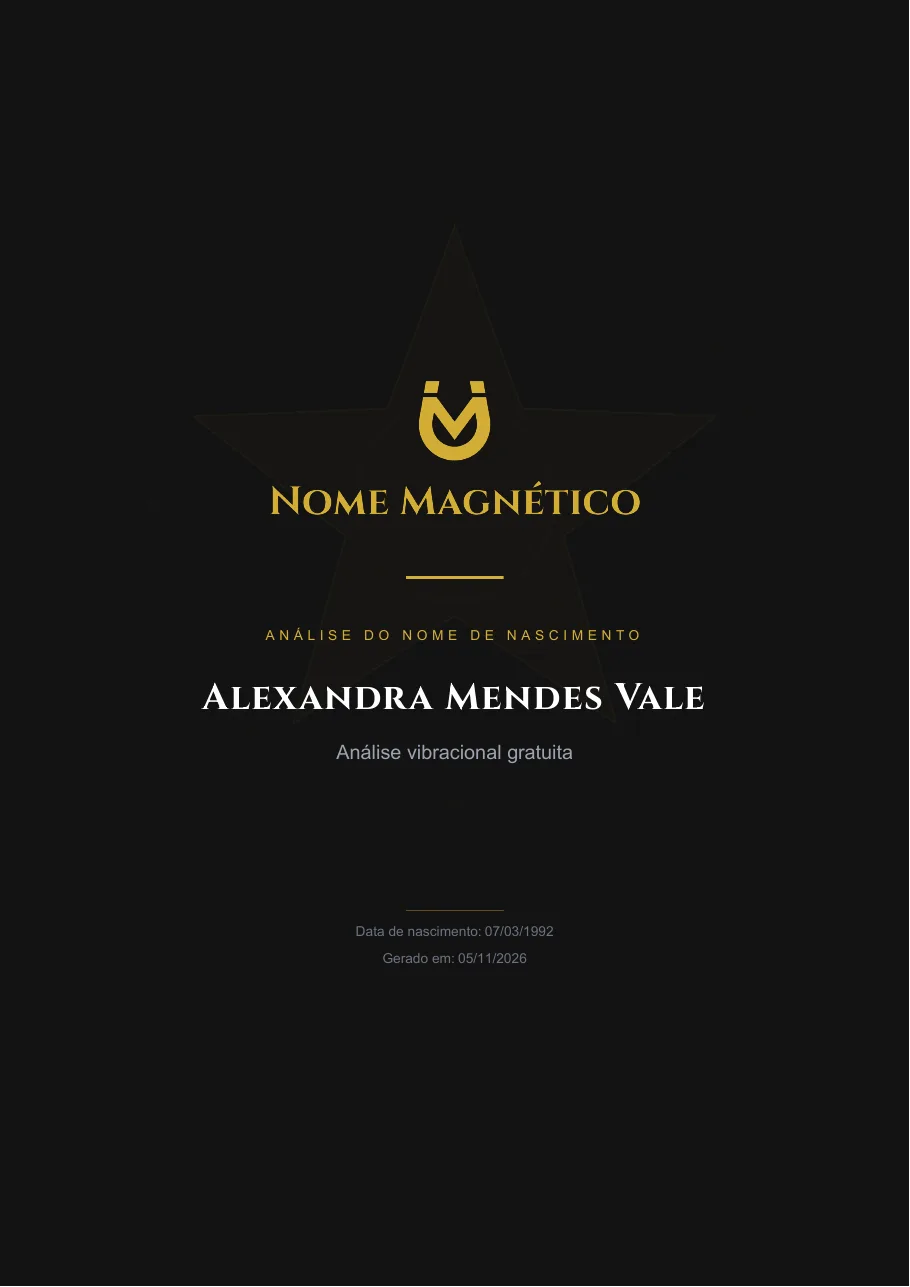 Nome Magnético
ANÁLISE DO NOME DE NASCIMENTO
Alexandra Mendes Vale
Análise vibracional gratuita
Data de nascimento: 07/03/1992
Gerado em: 05/11/2026